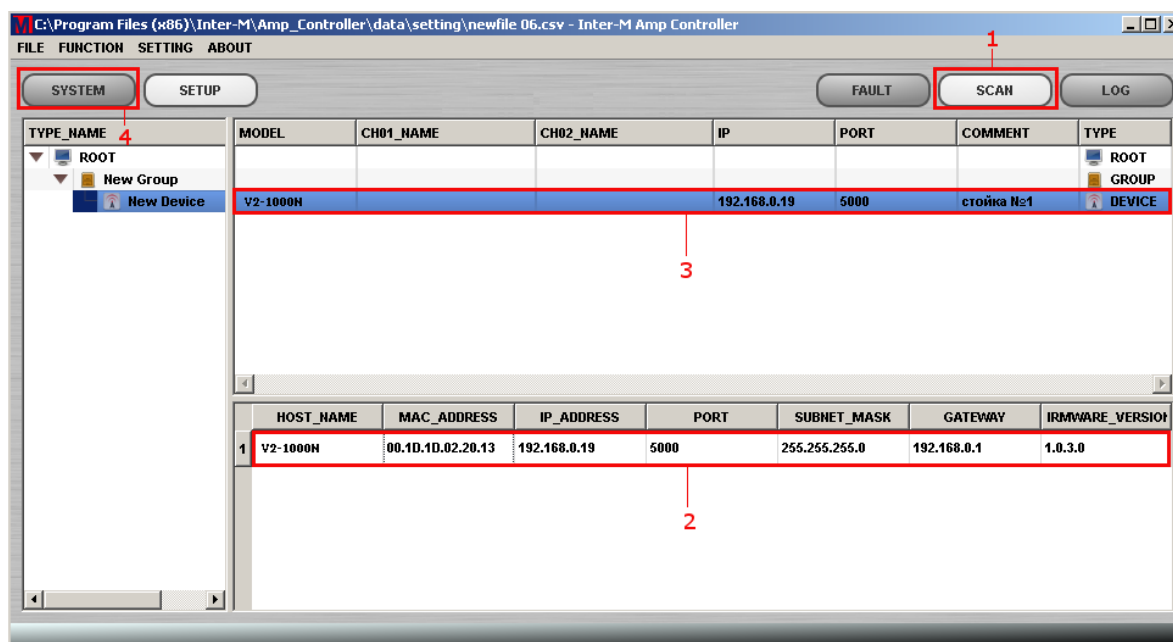 C:\Program Files (x86)\Inter-M\Amp_Controller\data\setting\newfile 06.csv - Inter-M Amp Controller
FILE FUNCTION SETTING ABOUT
1
SYSTEM SETUP FAULT SCAN LOG
4
TYPE_NAME MODEL CH01_NAME CH02_NAME IP PORT COMMENT TYPE
ROOT ROOT
New Group GROUP
New Device V2-1000N 192.168.0.19 5000 стойка №1 DEVICE
3
HOST_NAME MAC_ADDRESS IP_ADDRESS PORT SUBNET_MASK GATEWAY IRMWARE_VERSION
1 V2-1000N 00.1D.1D.02.20.13 192.168.0.19 5000 255.255.255.0 192.168.0.1 1.0.3.0
2